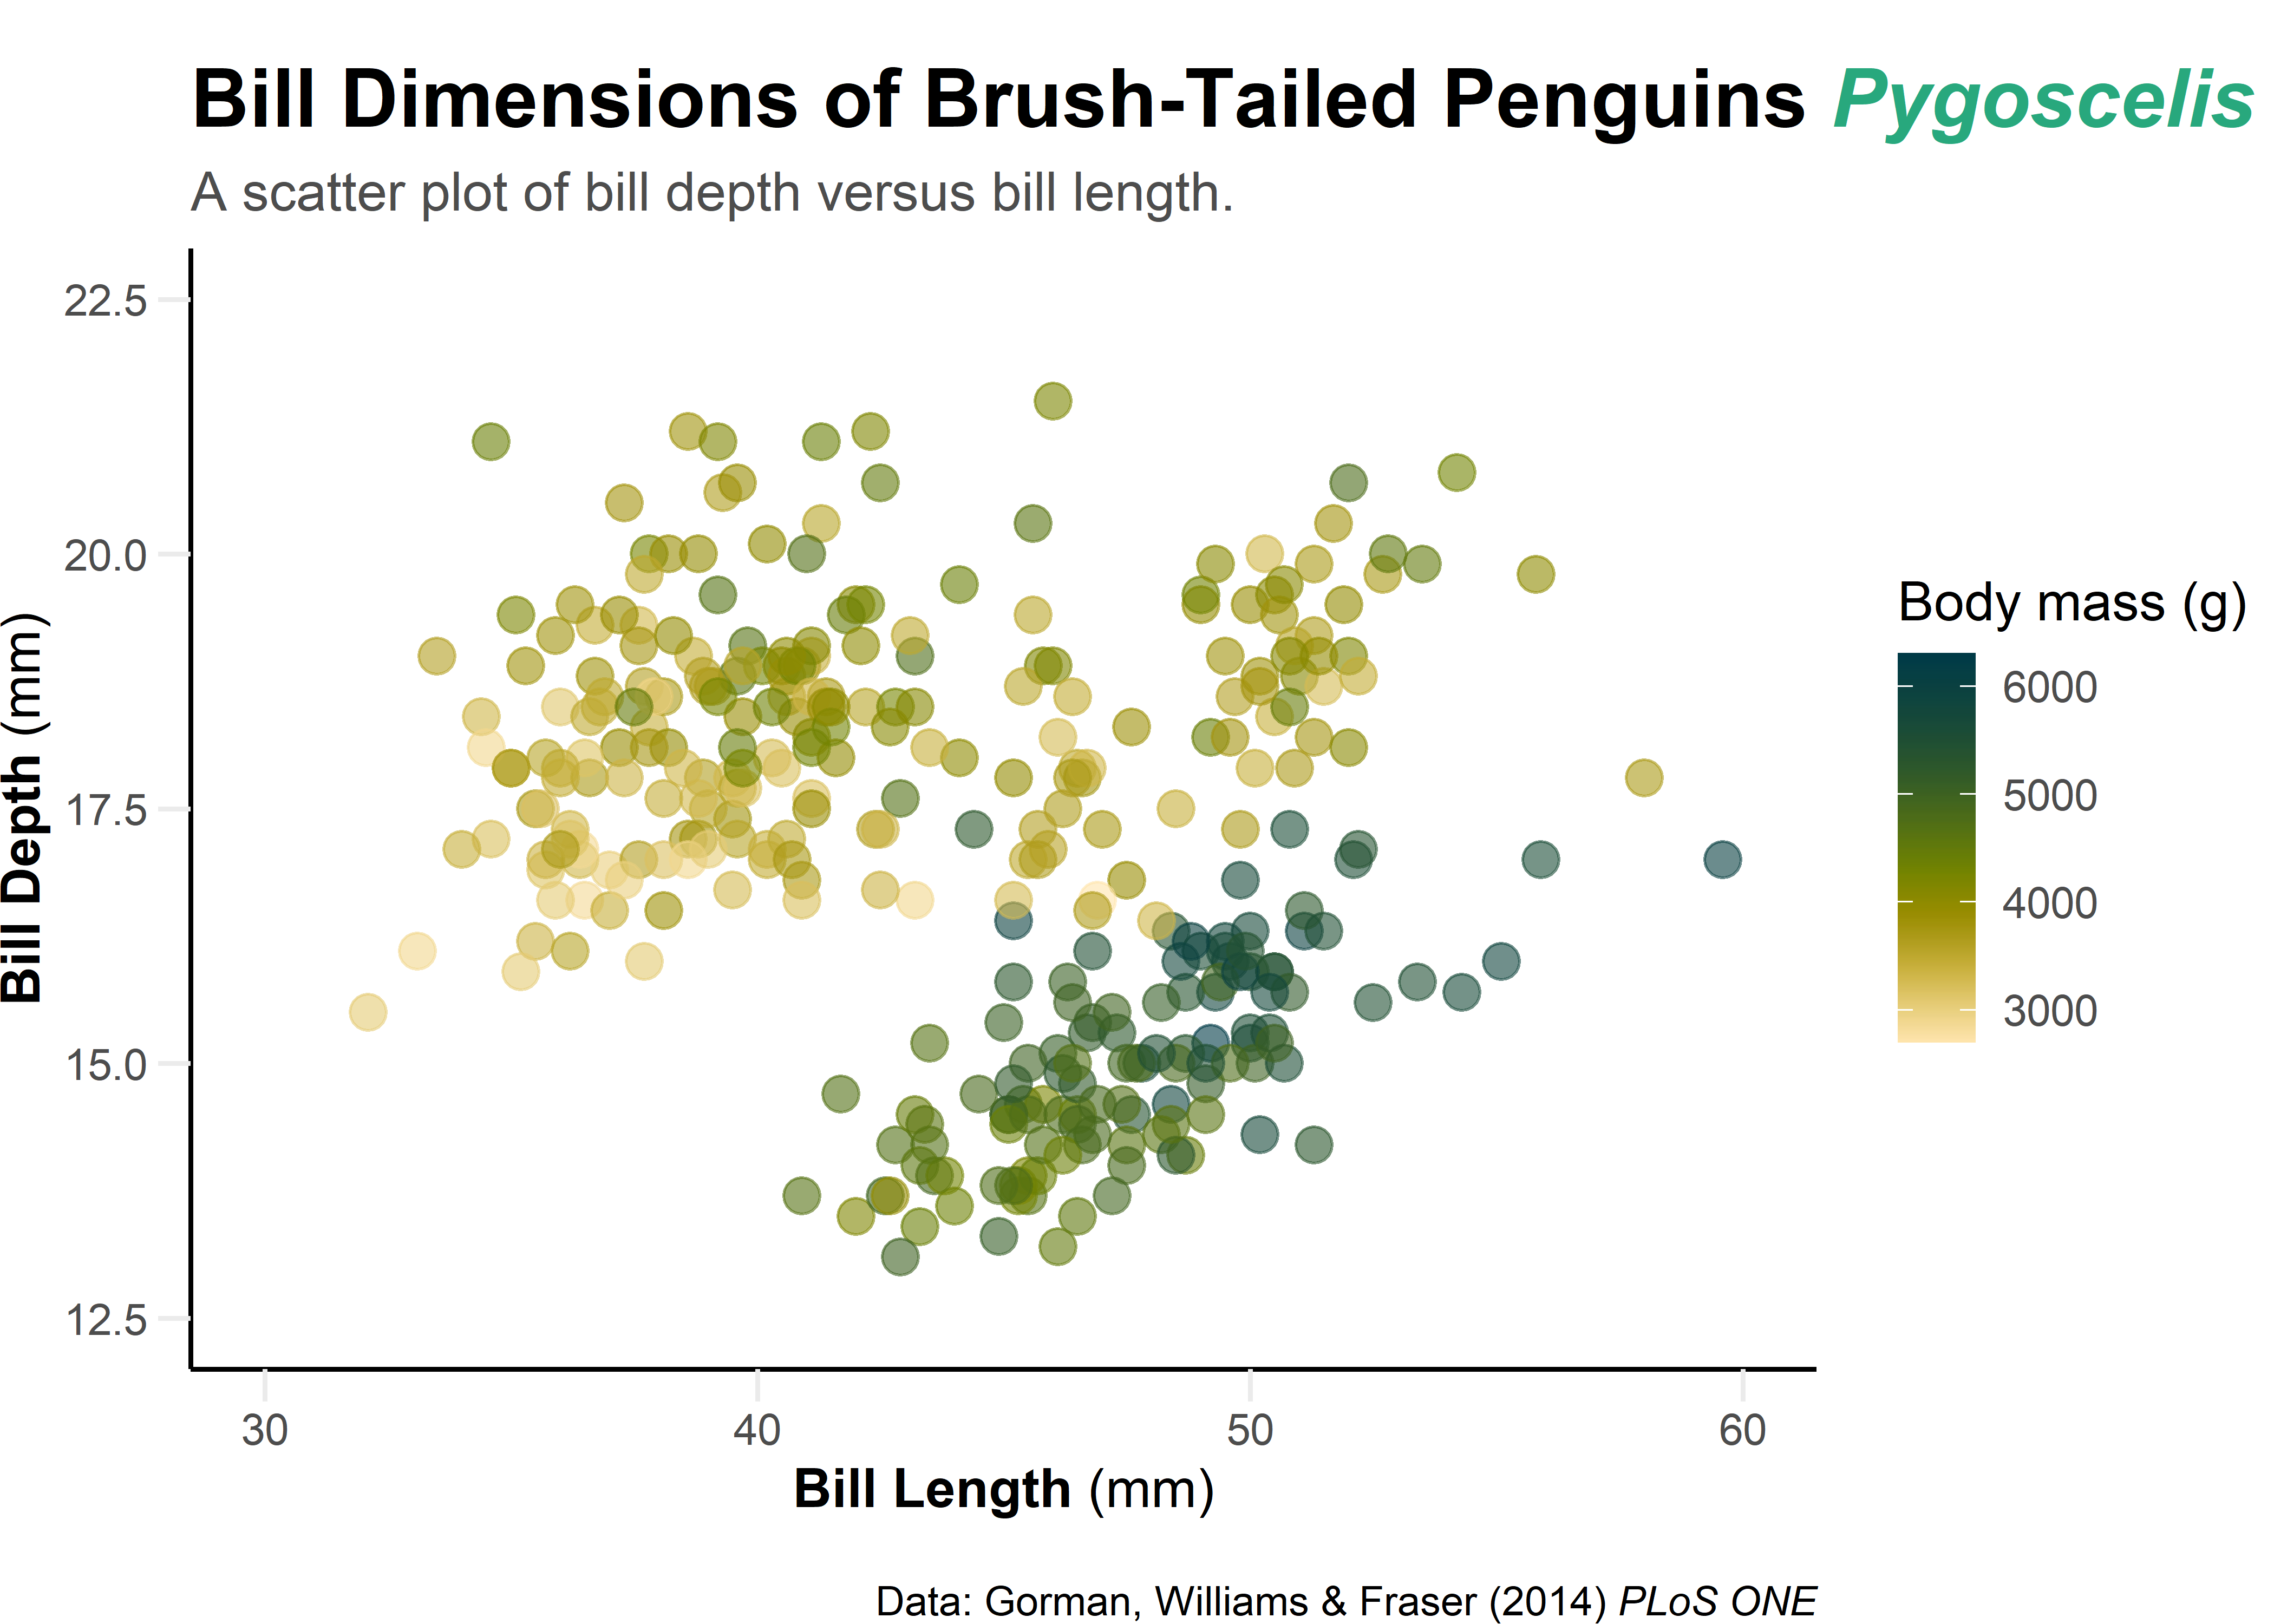 Bill Dimensions of Brush-Tailed Penguins Pygoscelis
A scatter plot of bill depth versus bill length.
Bill Depth (mm)
22.5
20.0
17.5
15.0
12.5
30 40 50 60
Bill Length (mm)
Body mass (g)
6000
5000
4000
3000
Data: Gorman, Williams & Fraser (2014) PLoS ONE